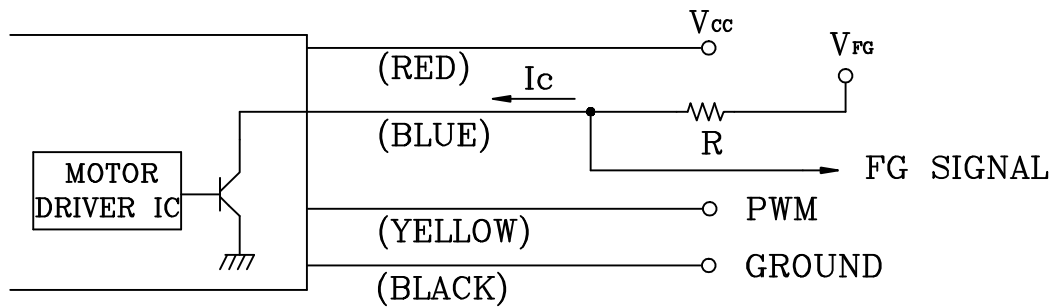 Vcc
VFG
(RED)
Ic
(BLUE)
R
MOTOR
DRIVER IC
FG SIGNAL
PWM
(YELLOW)
GROUND
(BLACK)